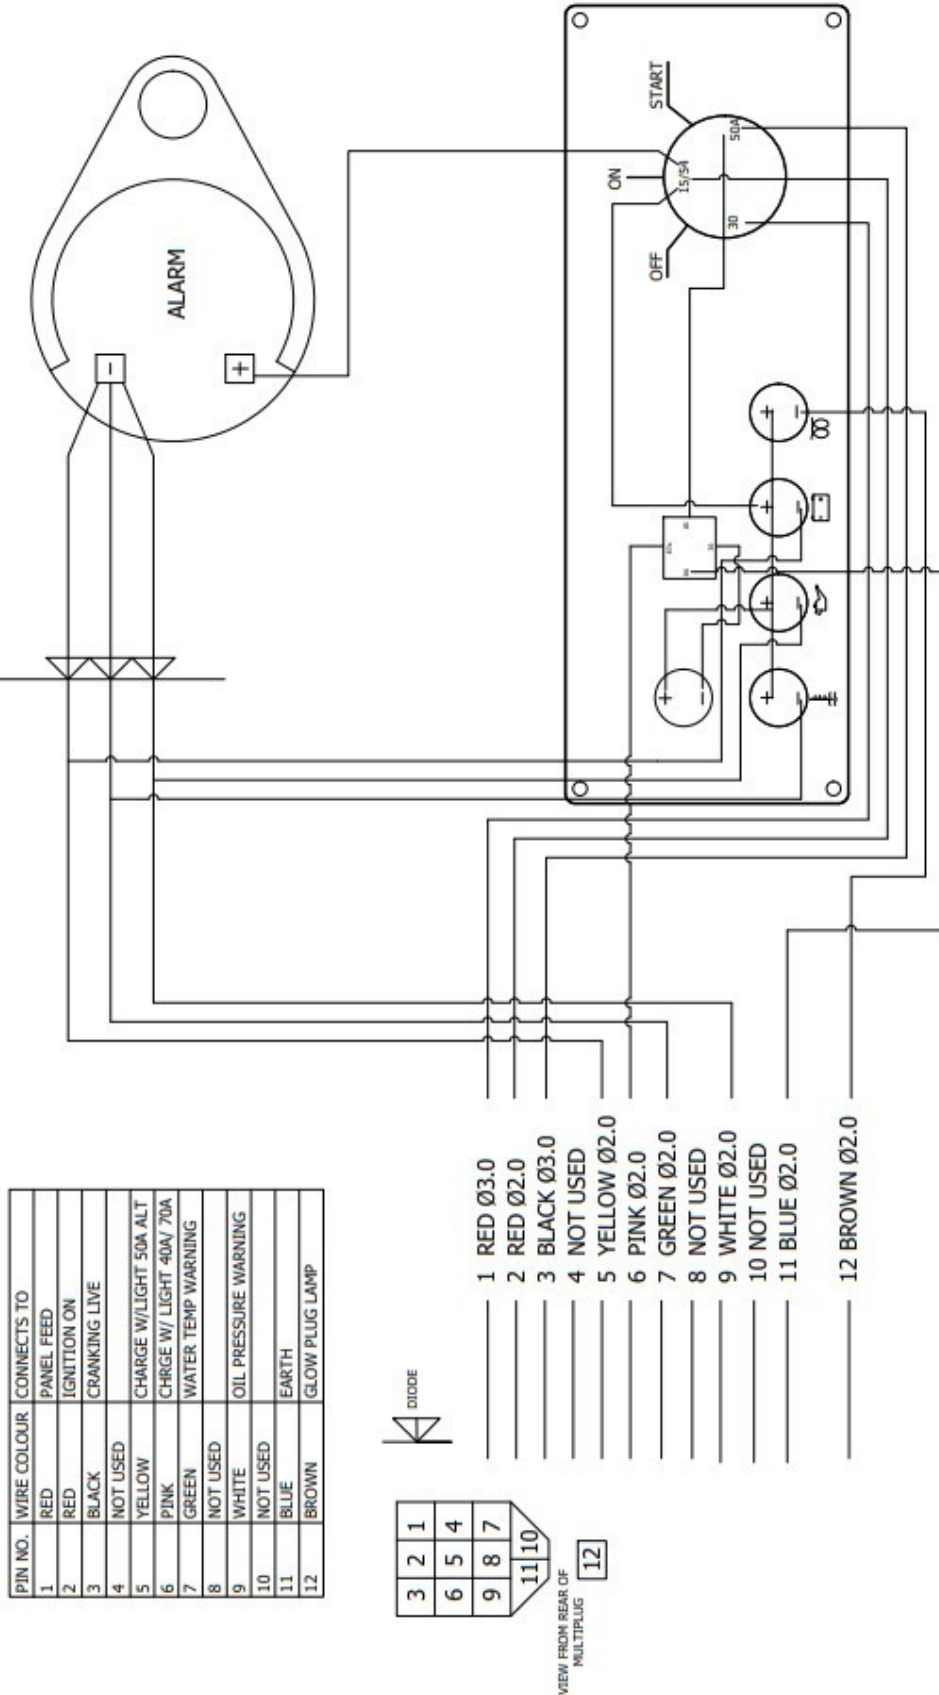 PIN NO. WIRE COLOUR CONNECTS TO
1 RED PANEL FEED
2 RED IGNITION ON
3 BLACK CRANKING LIVE
4 NOT USED
5 YELLOW CHARGE W/LIGHT 50A ALT
6 PINK CHRGE W/ LIGHT 40A/ 70A
7 GREEN WATER TEMP WARNING
8 NOT USED
9 WHITE OIL PRESSURE WARNING
10 NOT USED
11 BLUE EARTH
12 BROWN GLOW PLUG LAMP
ALARM
-
+
DIODE
3 2 1
6 5 4
9 8 7
11 10
12
VIEW FROM REAR OF
MULTIPLUG
1 RED Ø3.0
2 RED Ø2.0
3 BLACK Ø3.0
4 NOT USED
5 YELLOW Ø2.0
6 PINK Ø2.0
7 GREEN Ø2.0
8 NOT USED
9 WHITE Ø2.0
10 NOT USED
11 BLUE Ø2.0
12 BROWN Ø2.0
OFF
ON
START
30
15/54
50A
+
-
+
-
+
-
+
-
+
-